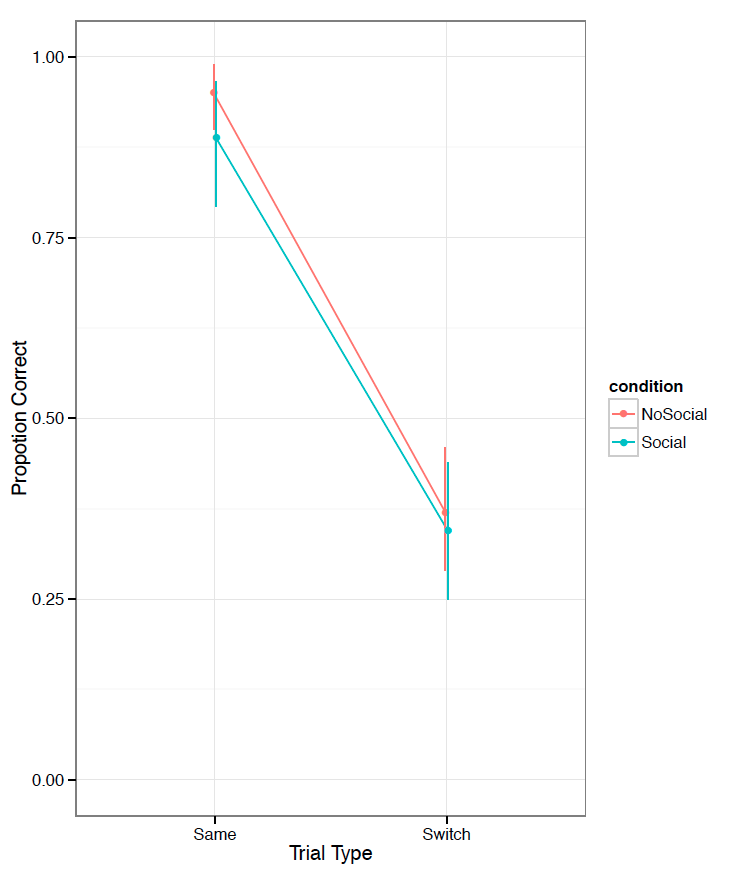 1.00
0.75
0.50
0.25
0.00
Propotion Correct
Same
Switch
Trial Type
condition
NoSocial
Social